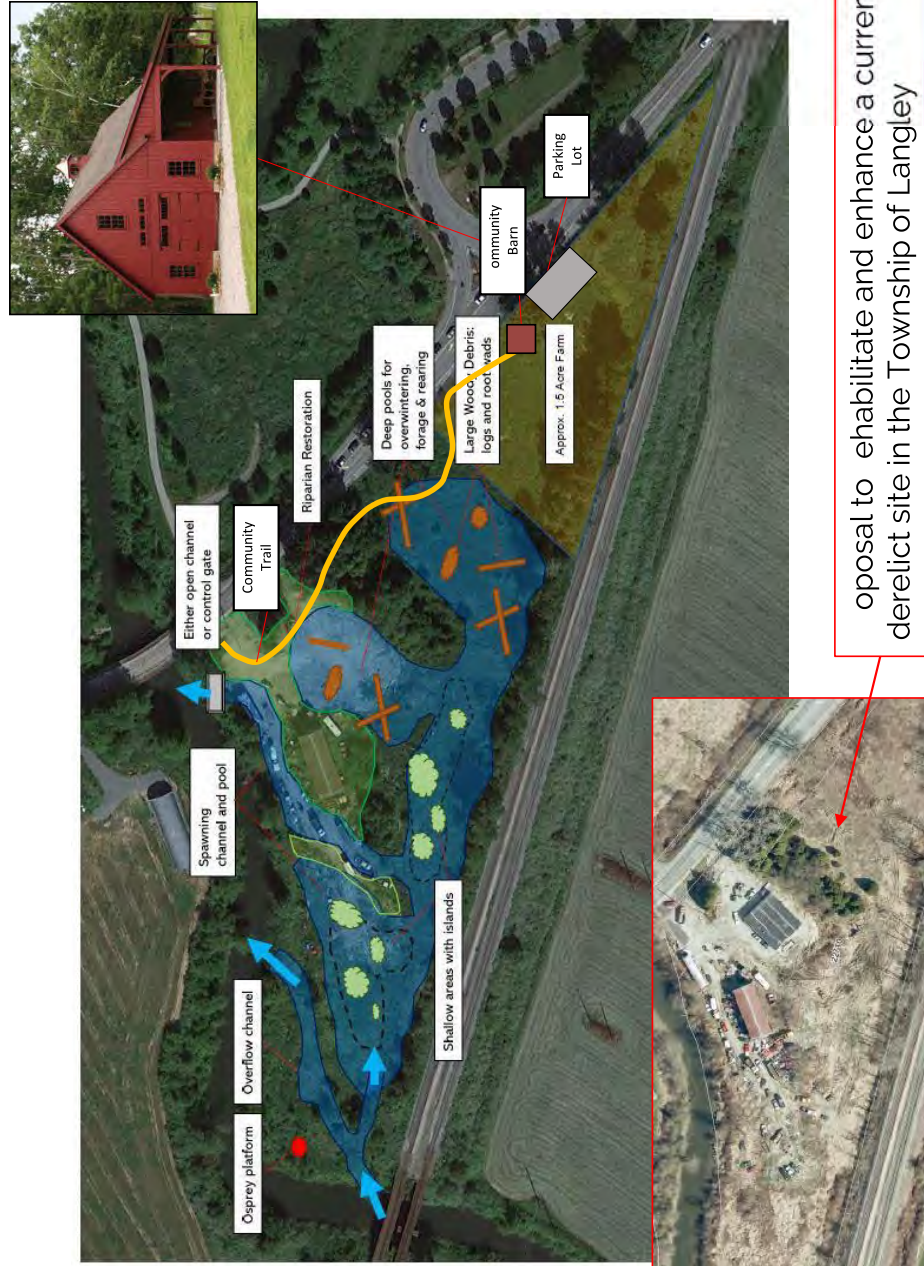 Osprey platform
Overflow channel
Spawning
channel and pool
Either open channel
or control gate
Community
Trail
Riparian Restoration
Deep pools for
overwintering,
forage & rearing
Large Woody Debris:
logs and root wads
ommunity
Barn
Parking
Lot
Approx. 1.5 Acre Farm
Shallow areas with islands
oposal to ehabilitate and enhance a curren
derelict site in the Township of Langley